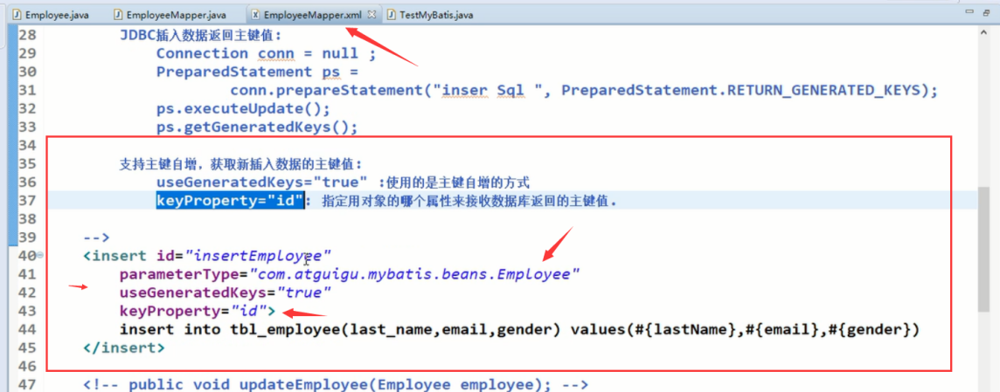 Employee.java EmployeeMapper.java EmployeeMapper.xml TestMyBatis.java
28 JDBC插入数据返回主键值:
29 Connection conn = null ;
30 PreparedStatement ps =
31 conn.prepareStatement("inser Sql ", PreparedStatement.RETURN_GENERATED_KEYS);
32 ps.executeUpdate();
33 ps.getGeneratedKeys();
34
35 支持主键自增，获取新插入数据的主键值:
36 useGeneratedKeys="true" :使用的是主键自增的方式
37 keyProperty="id": 指定用对象的哪个属性来接收数据库返回的主键值.
38
39 -->
40 <insert id="insertEmployee"
41 parameterType="com.atguigu.mybatis.beans.Employee"
42 useGeneratedKeys="true"
43 keyProperty="id">
44 insert into tbl_employee(last_name,email,gender) values(#{lastName},#{email},#{gender})
45 </insert>
46
47 <!-- public void updateEmployee(Employee employee); -->